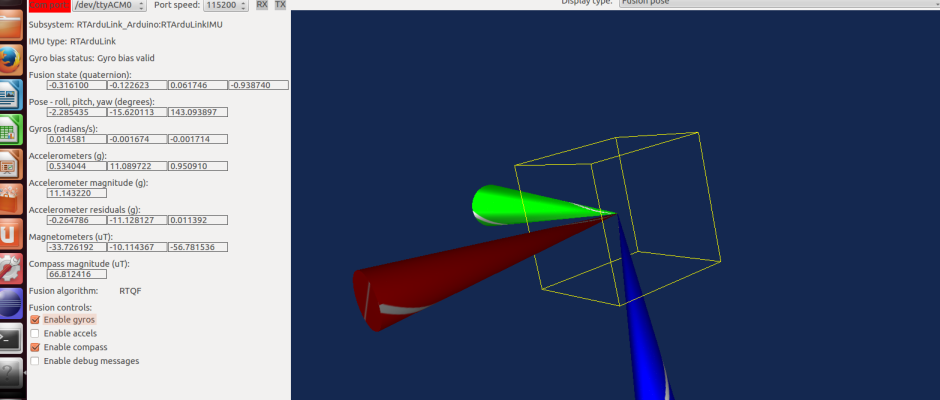 /dev/ttyACM0 Port speed: 115200 RX TX Display type: Fusion pose
Subsystem: RTArduLink_Arduino:RTArduLinkIMU
IMU type: RTArduLink
Gyro bias status: Gyro bias valid
Fusion state (quaternion):
-0.316100 -0.122623 0.061746 -0.938740
Pose - roll, pitch, yaw (degrees):
-2.285435 -15.620113 143.093897
Gyros (radians/s):
0.014581 -0.001674 -0.001714
Accelerometers (g):
0.534044 11.089722 0.950910
Accelerometer magnitude (g):
11.143220
Accelerometer residuals (g):
-0.264786 -11.128127 0.011392
Magnetometers (uT):
-33.726192 -10.114367 -56.781536
Compass magnitude (uT):
66.812416
Fusion algorithm: RTQF
Fusion controls:
Enable gyros
Enable accels
Enable compass
Enable debug messages